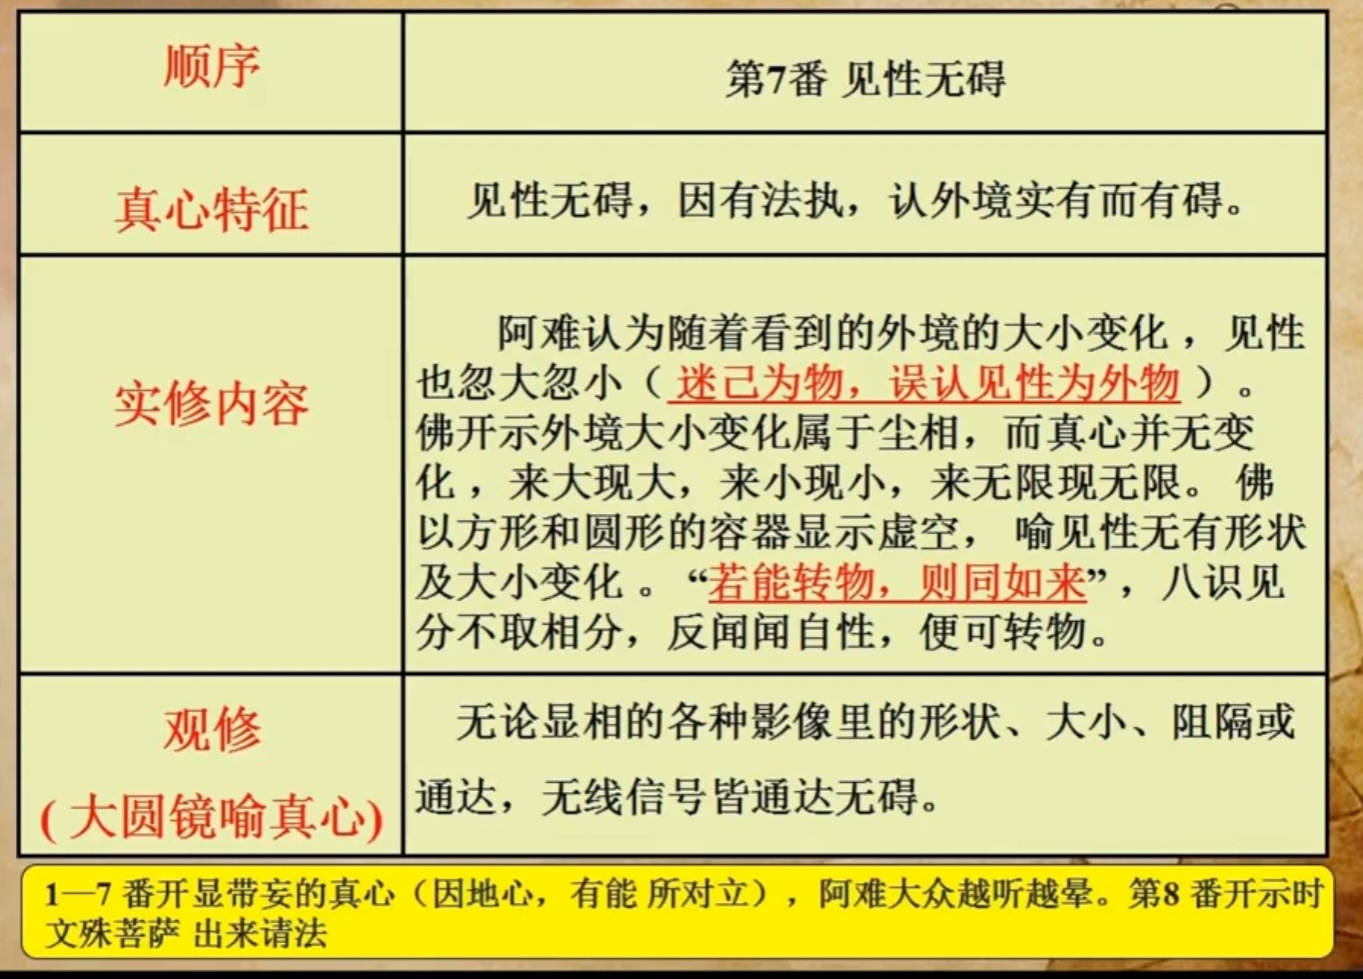 顺序
第7番 见性无碍
真心特征
见性无碍，因有法执，认外境实有而有碍。
实修内容
阿难认为随着看到的外境的大小变化 ，见性
也忽大忽小（ 迷己为物，误认见性为外物 ）。
佛开示外境大小变化属于尘相，而真心并无变
化 ，来大现大，来小现小，来无限现无限。 佛
以方形和圆形的容器显示虚空， 喻见性无有形状
及大小变化 。 “若能转物，则同如来” ，八识见
分不取相分，反闻闻自性，便可转物。
观修
( 大圆镜喻真心)
无论显相的各种影像里的形状、大小、阻隔或
通达，无线信号皆通达无碍。
1—7 番开显带妄的真心（因地心，有能 所对立），阿难大众越听越晕。第8 番开示时
文殊菩萨 出来请法